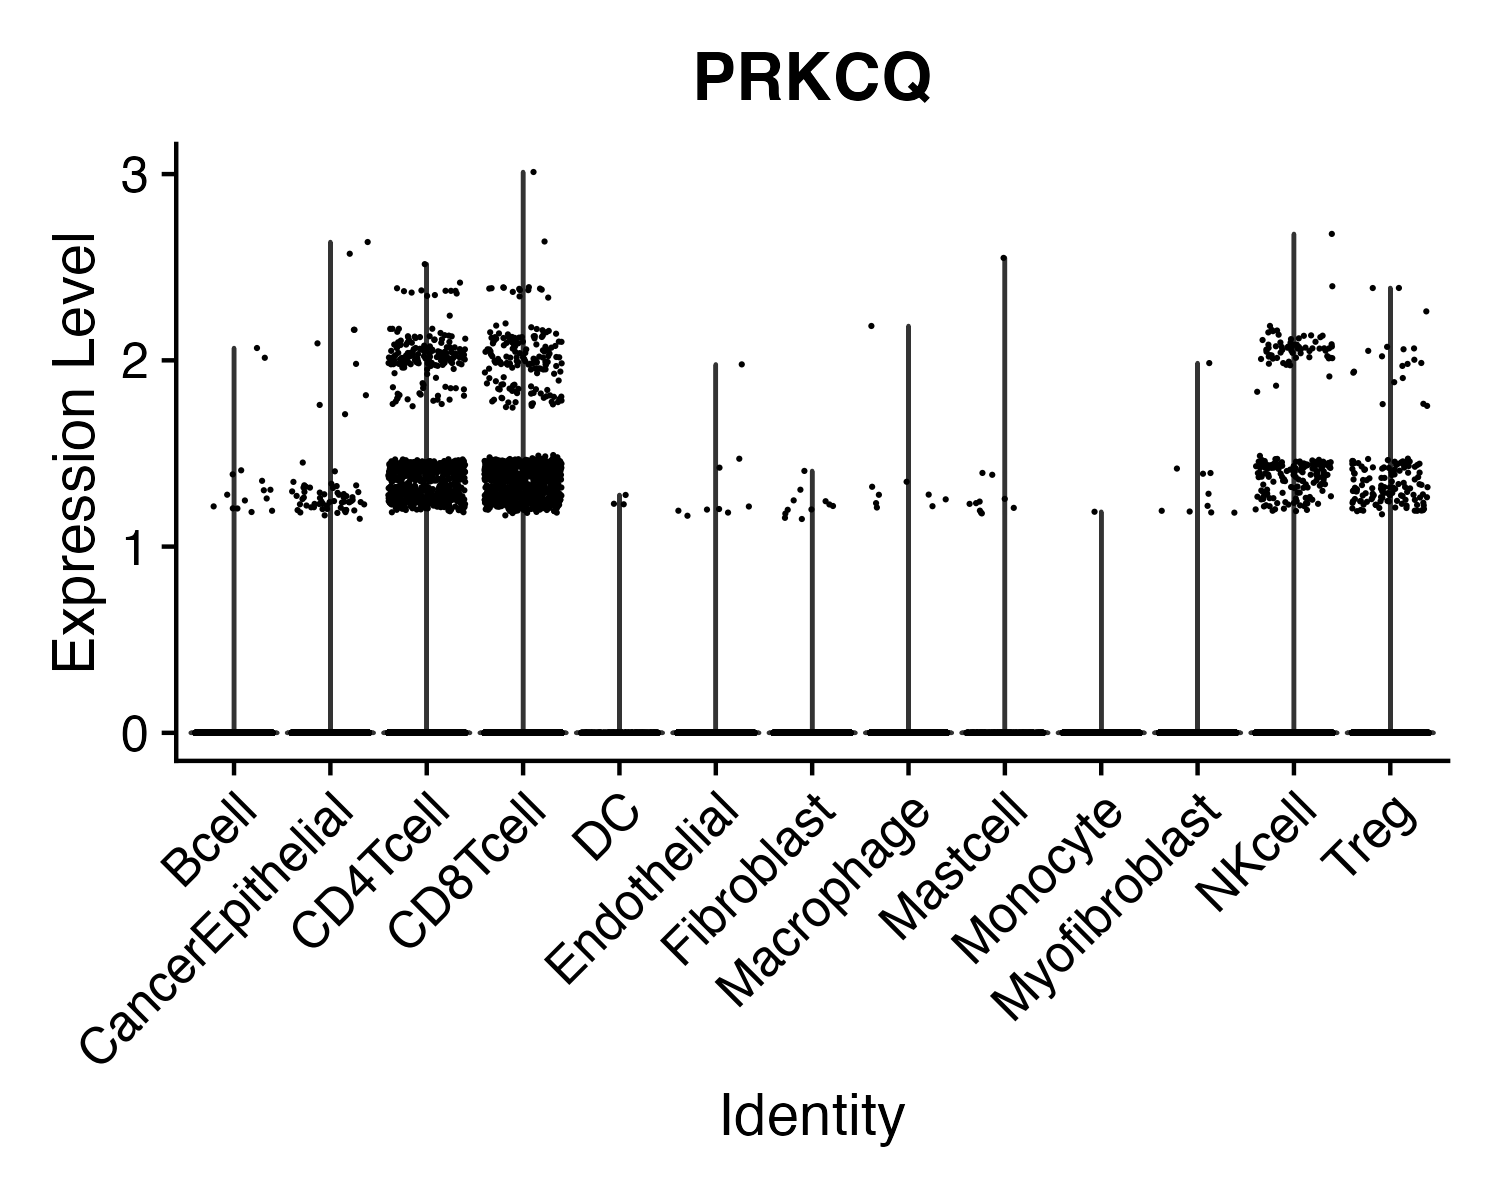 PRKCQ
Expression Level
3
2
1
0
Bcell
CancerEpithelial
CD4Tcell
CD8Tcell
DC
Endothelial
Fibroblast
Macrophage
Mastcell
Monocyte
Myofibroblast
NKcell
Treg
Identity